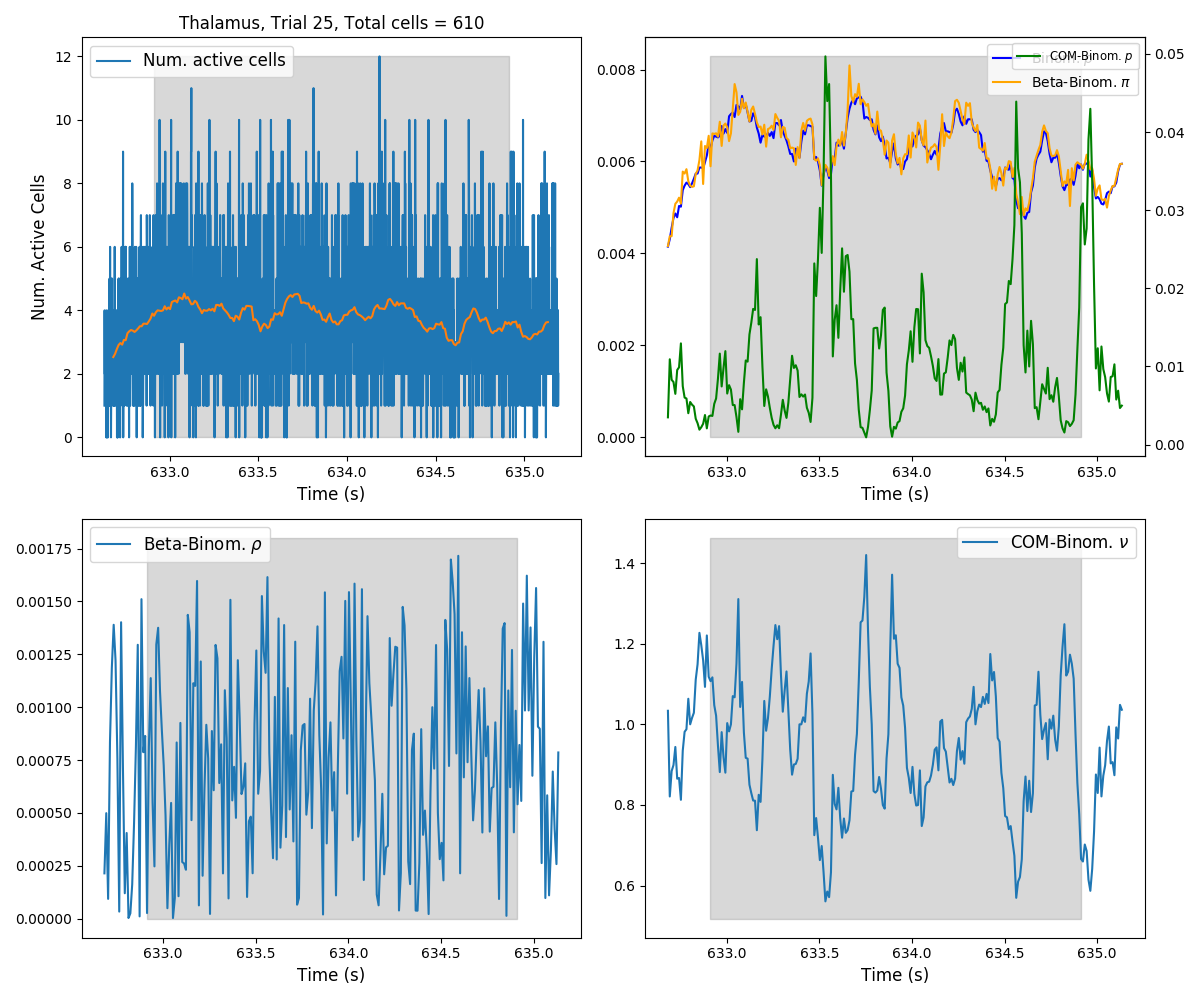 Thalamus, Trial 25, Total cells = 610
Num. active cells
Num. Active Cells
12
10
8
6
4
2
0
633.0 633.5 634.0 634.5 635.0
Time (s)
COM-Binom. p
Beta-Binom. π
0.008
0.006
0.004
0.002
0.000
0.05
0.04
0.03
0.02
0.01
0.00
633.0 633.5 634.0 634.5 635.0
Time (s)
Beta-Binom. ρ
0.00175
0.00150
0.00125
0.00100
0.00075
0.00050
0.00025
0.00000
633.0 633.5 634.0 634.5 635.0
Time (s)
COM-Binom. ν
1.4
1.2
1.0
0.8
0.6
633.0 633.5 634.0 634.5 635.0
Time (s)